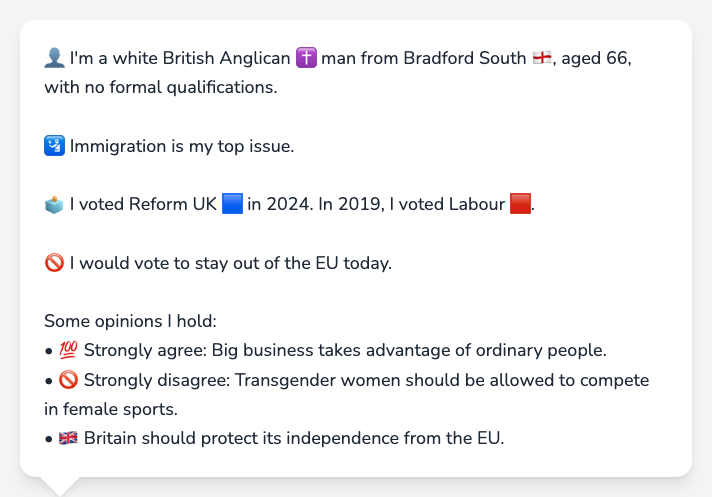 👤 I'm a white British Anglican ✝️ man from Bradford South 🏴󠁧󠁢󠁥󠁮󠁧󠁿, aged 66,
with no formal qualifications.
🛂 Immigration is my top issue.
🗳️ I voted Reform UK 🟦 in 2024. In 2019, I voted Labour 🟥.
🚫 I would vote to stay out of the EU today.
Some opinions I hold:
• 💯 Strongly agree: Big business takes advantage of ordinary people.
• 🚫 Strongly disagree: Transgender women should be allowed to compete
in female sports.
• 🇬🇧 Britain should protect its independence from the EU.